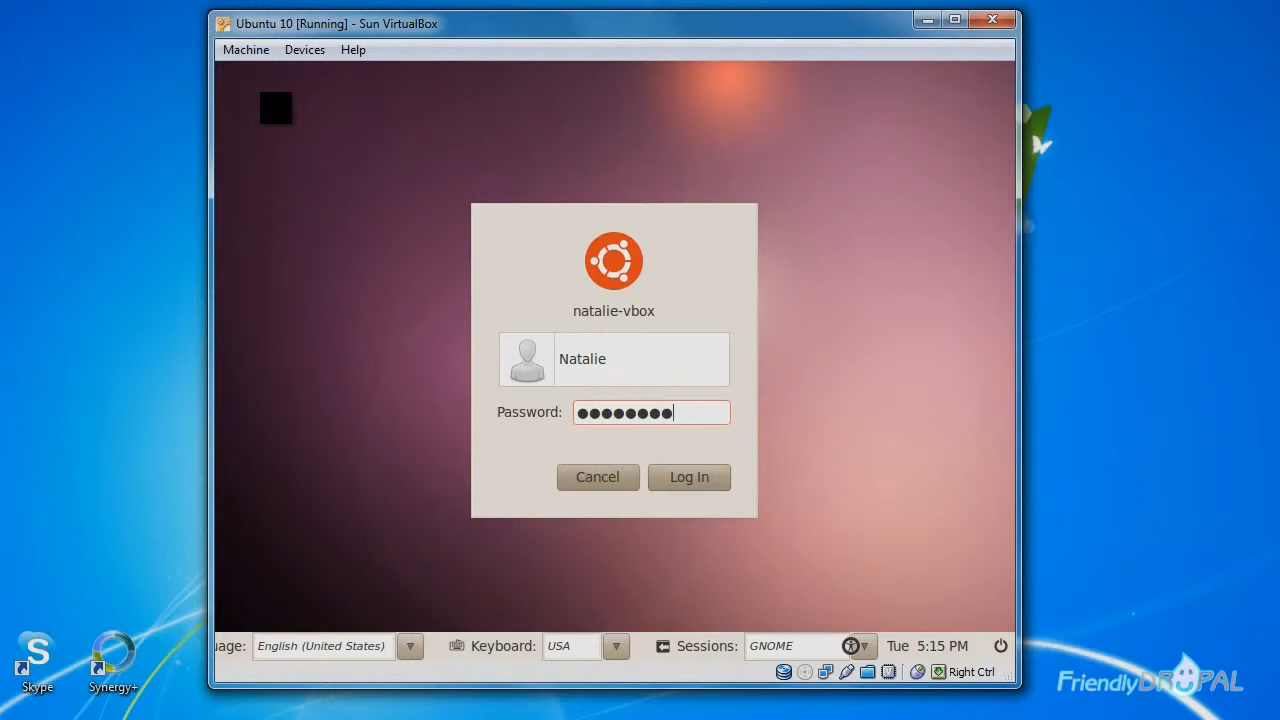 Ubuntu 10 [Running] - Sun VirtualBox
Machine Devices Help
natalie-vbox
Natalie
Password: ●●●●●●●●
Cancel Log In
uage: English (United States) Keyboard: USA Sessions: GNOME Tue 5:15 PM
Right Ctrl
Skype
Synergy+
FriendlyDRUPAL